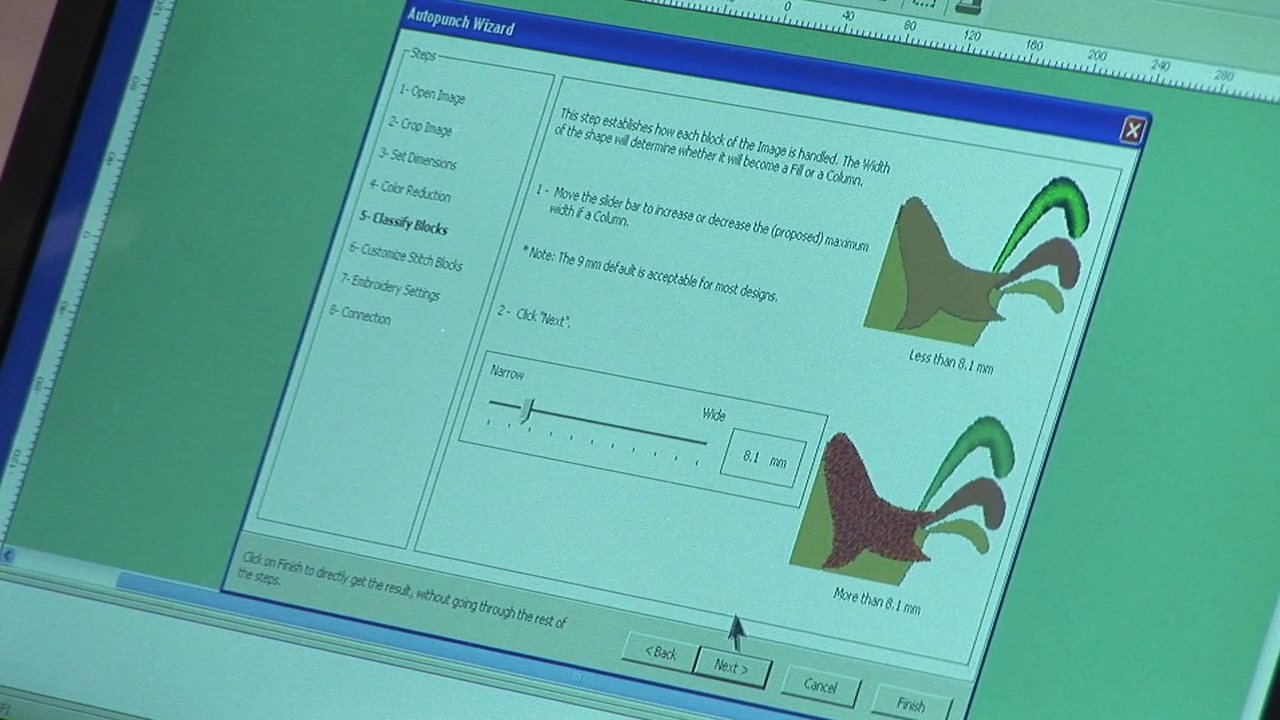 0 40 80 120 160 200 240 280
Autopunch Wizard
Steps
1- Open Image
2- Crop Image
3- Set Dimensions
4- Color Reduction
5- Classify Blocks
6- Customize Stitch Blocks
7- Embroidery Settings
8- Connection
This step establishes how each block of the Image is handled. The Width
of the shape will determine whether it will become a Fill or a Column.
1 - Move the slider bar to increase or decrease the (proposed) maximum
width if a Column.
* Note: The 9 mm default is acceptable for most designs.
2 - Click "Next".
Less than 8.1 mm
Narrow
Wide
8.1 mm
More than 8.1 mm
Click on Finish to directly get the result, without going through the rest of
the steps.
< Back
Next >
Cancel
Finish